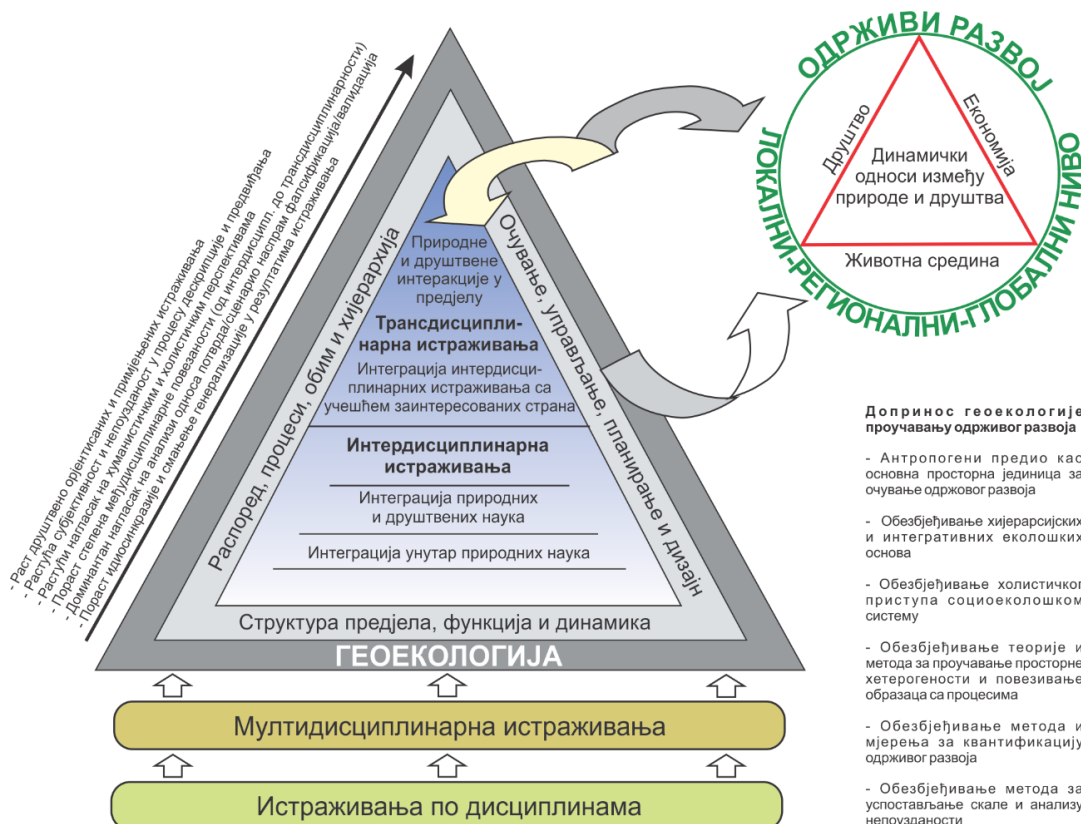 - Раст друштвено орјентисаних и примјењених истраживања
- Растућа субјективност и непоузданост у процесу дескрипције и предвиђања
- Растући нагласак на хуманистичким и холистичким перспективама
- Пораст степена међудисциплинарне повезаности (од интердисципл. до трансдисциплинарности)
- Доминантан нагласак на анализи односа потврда/сценарио наспрам фалсификација/валидација
- Пораст идиосинкразије и смањење генерализације у резултатима истраживања
Распоред, процеси, обим и хијерархија
Очување, управљање, планирање и дизајн
Природне
и друштвене
интеракције у
предјелу
Трансдисципли-
нарна истраживања
Интеграција интердисци-
плинарних истраживања са
учешћем заинтересованих страна
Интердисциплинарна
истраживања
Интеграција природних
и друштвених наука
Интеграција унутар природних наука
Структура предјела, функција и динамика
ГЕОЕКОЛОГИЈА
Мултидисциплинарна истраживања
Истраживања по дисциплинама
ОДРЖИВИ РАЗВОЈ
Друштво
Економија
Динамички
односи између
природе и друштва
Животна средина
ЛОКАЛНИ-РЕГИОНАЛНИ-ГЛОБАЛНИ НИВО
Допринос геоекологије
проучавању одрживог развоја
- Антропогени предио као
основна просторна јединица за
очување одржовог развоја
- Обезбјеђивање хијерарсијских
и интегративних еколошких
основа
- Обезбјеђивање холистичког
приступа социоеколошком
систему
- Обезбјеђивање теорије и
метода за проучавање просторне
хетерогености и повезивање
образаца са процесима
- Обезбјеђивање метода и
мјерења за квантификацију
одрживог развоја
- Обезбјеђивање метода за
успостављање скале и анализу
непоузданости